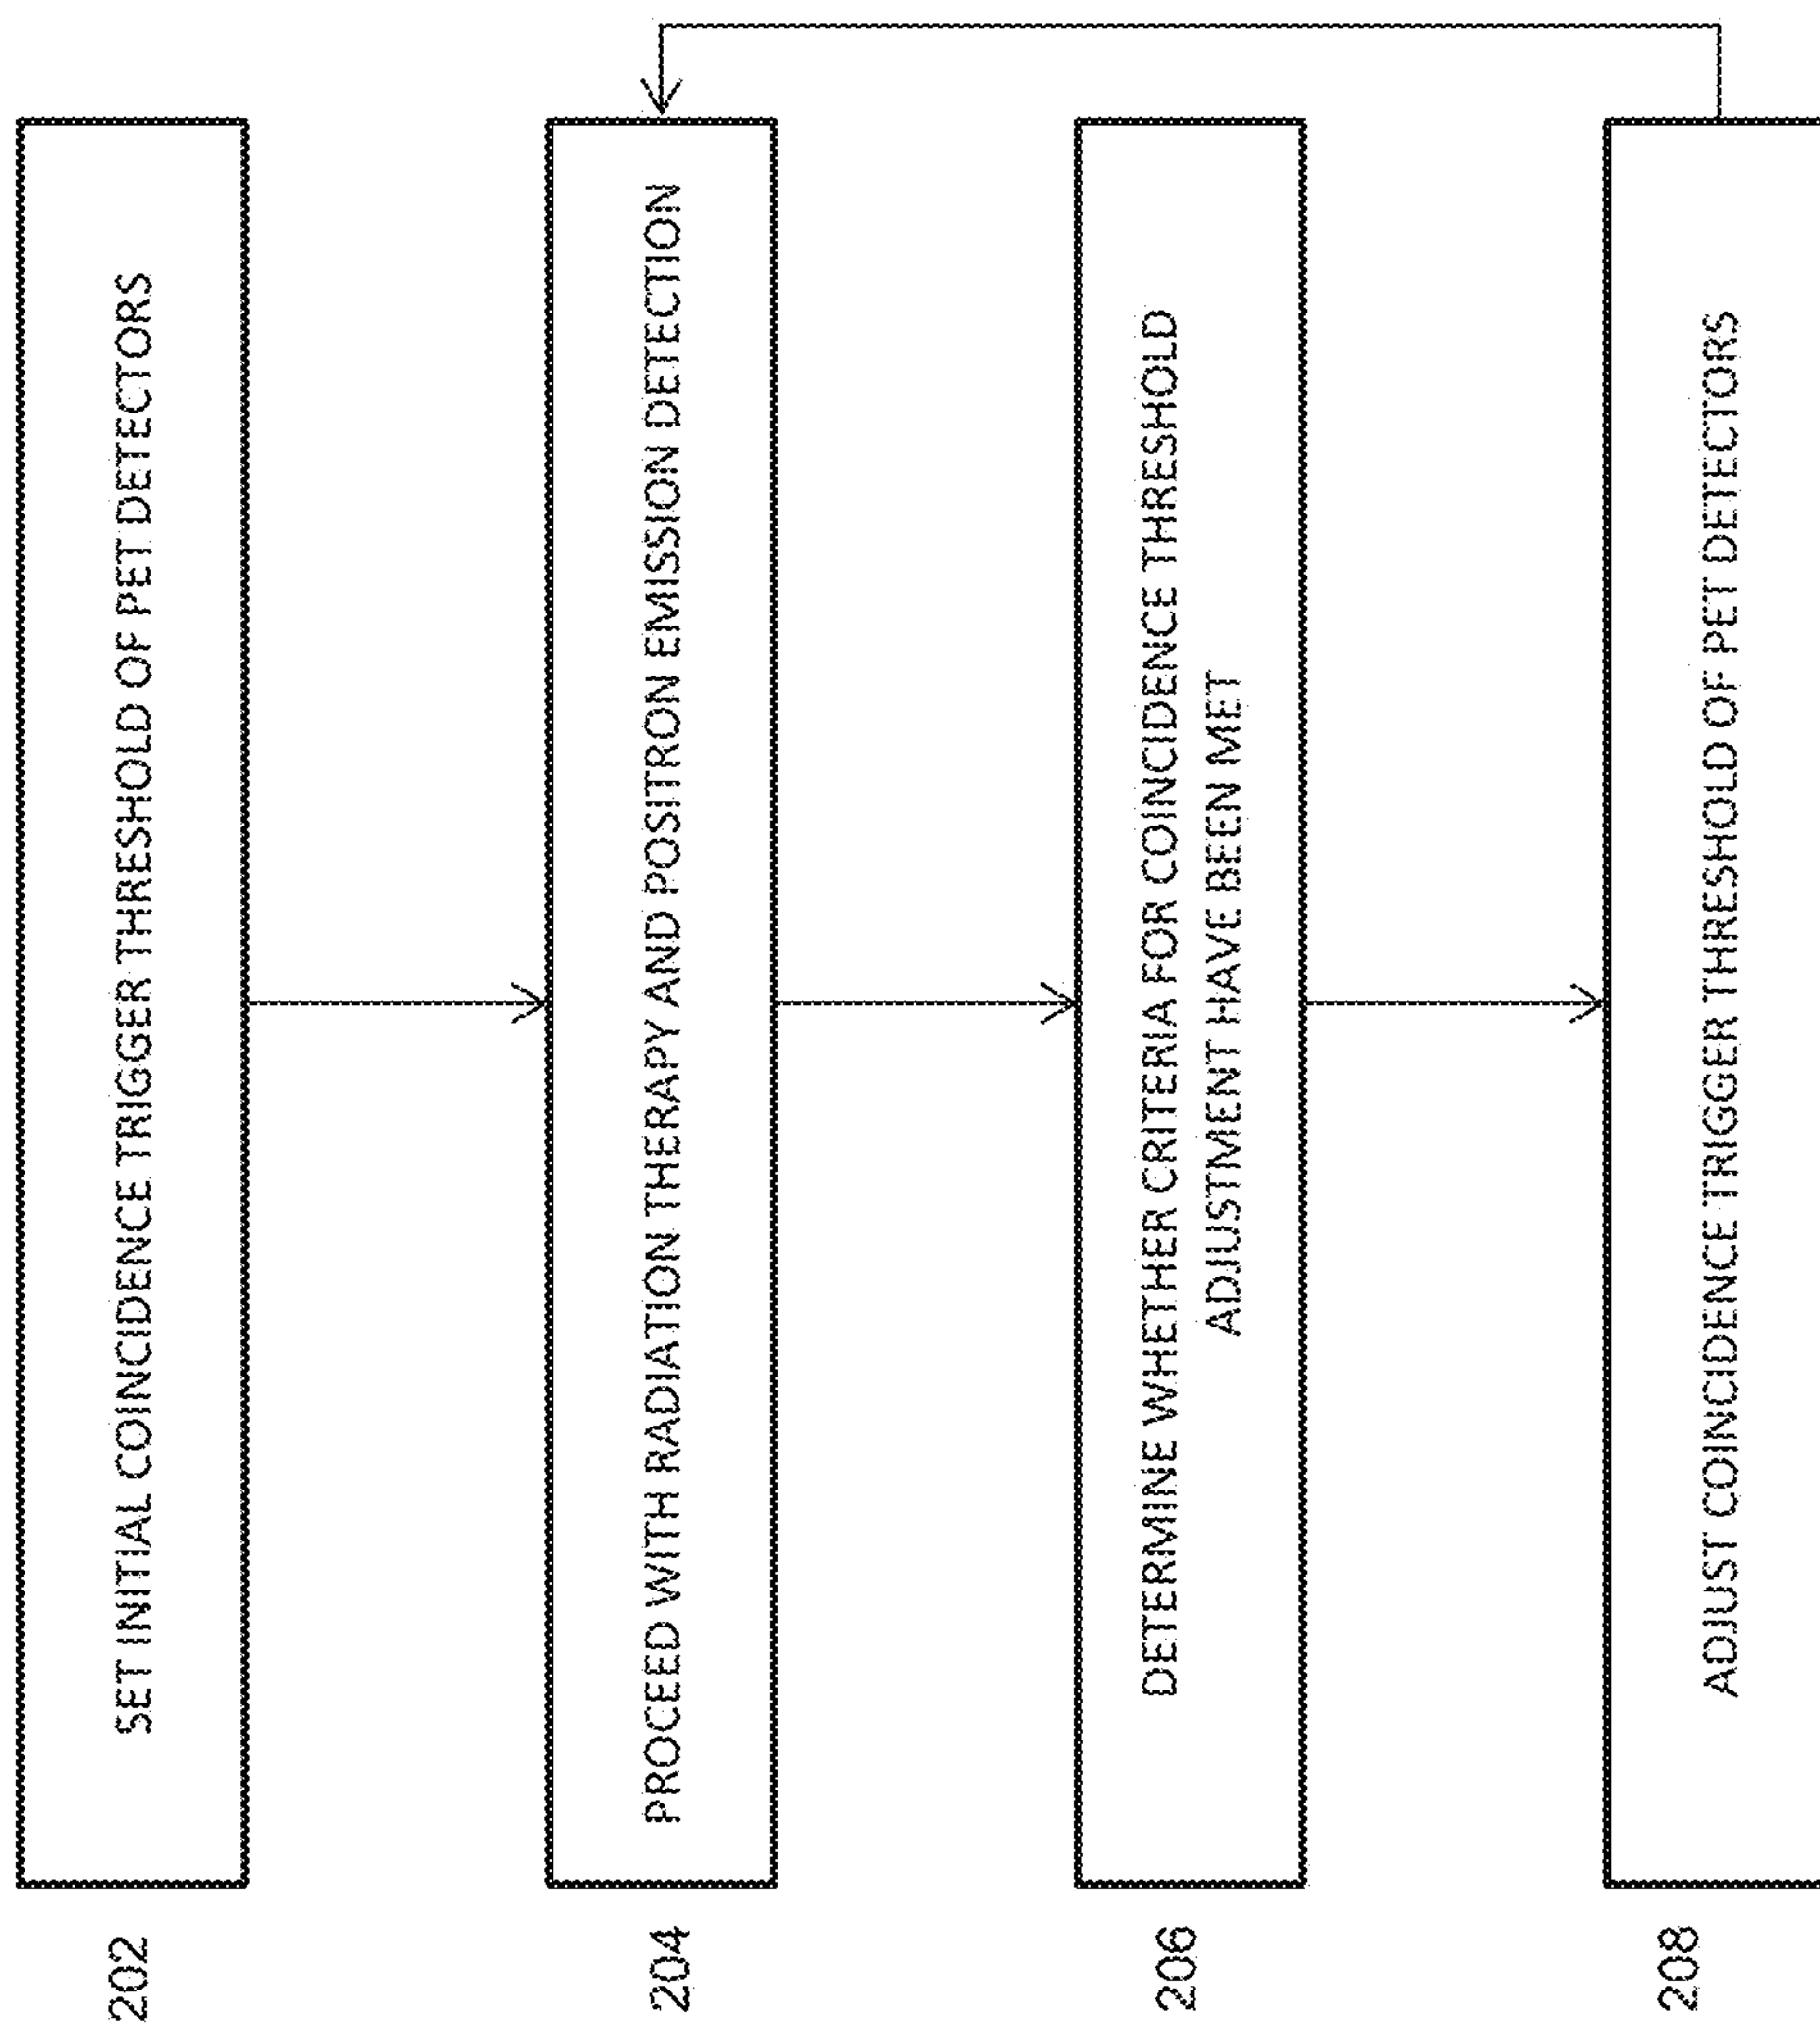 202
SET INITIAL COINCIDENCE TRIGGER THRESHOLD OF PET DETECTORS
204
PROCEED WITH RADIATION THERAPY AND POSITRON EMISSION DETECTION
206
DETERMINE WHETHER CRITERIA FOR COINCIDENCE THRESHOLD
ADJUSTMENT HAVE BEEN MET
208
ADJUST COINCIDENCE TRIGGER THRESHOLD OF PET DETECTORS